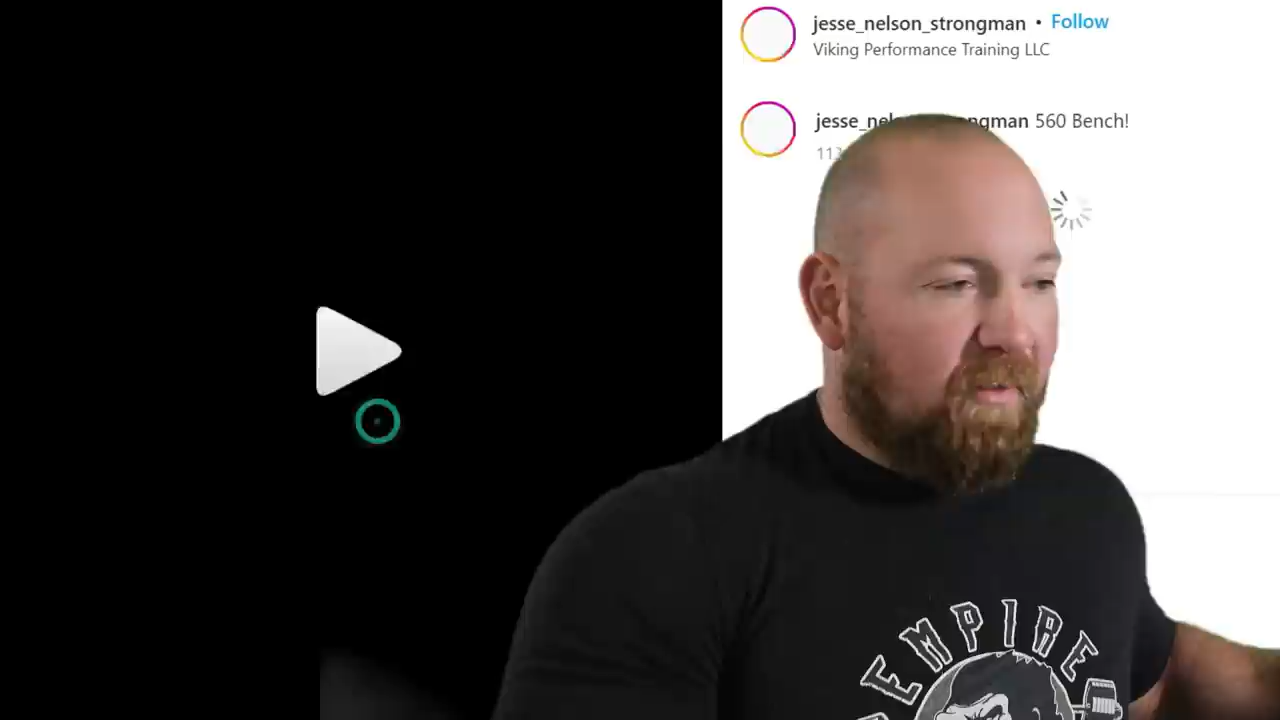 jesse_nelson_strongman • Follow
Viking Performance Training LLC
560 Bench!
EMPIRE